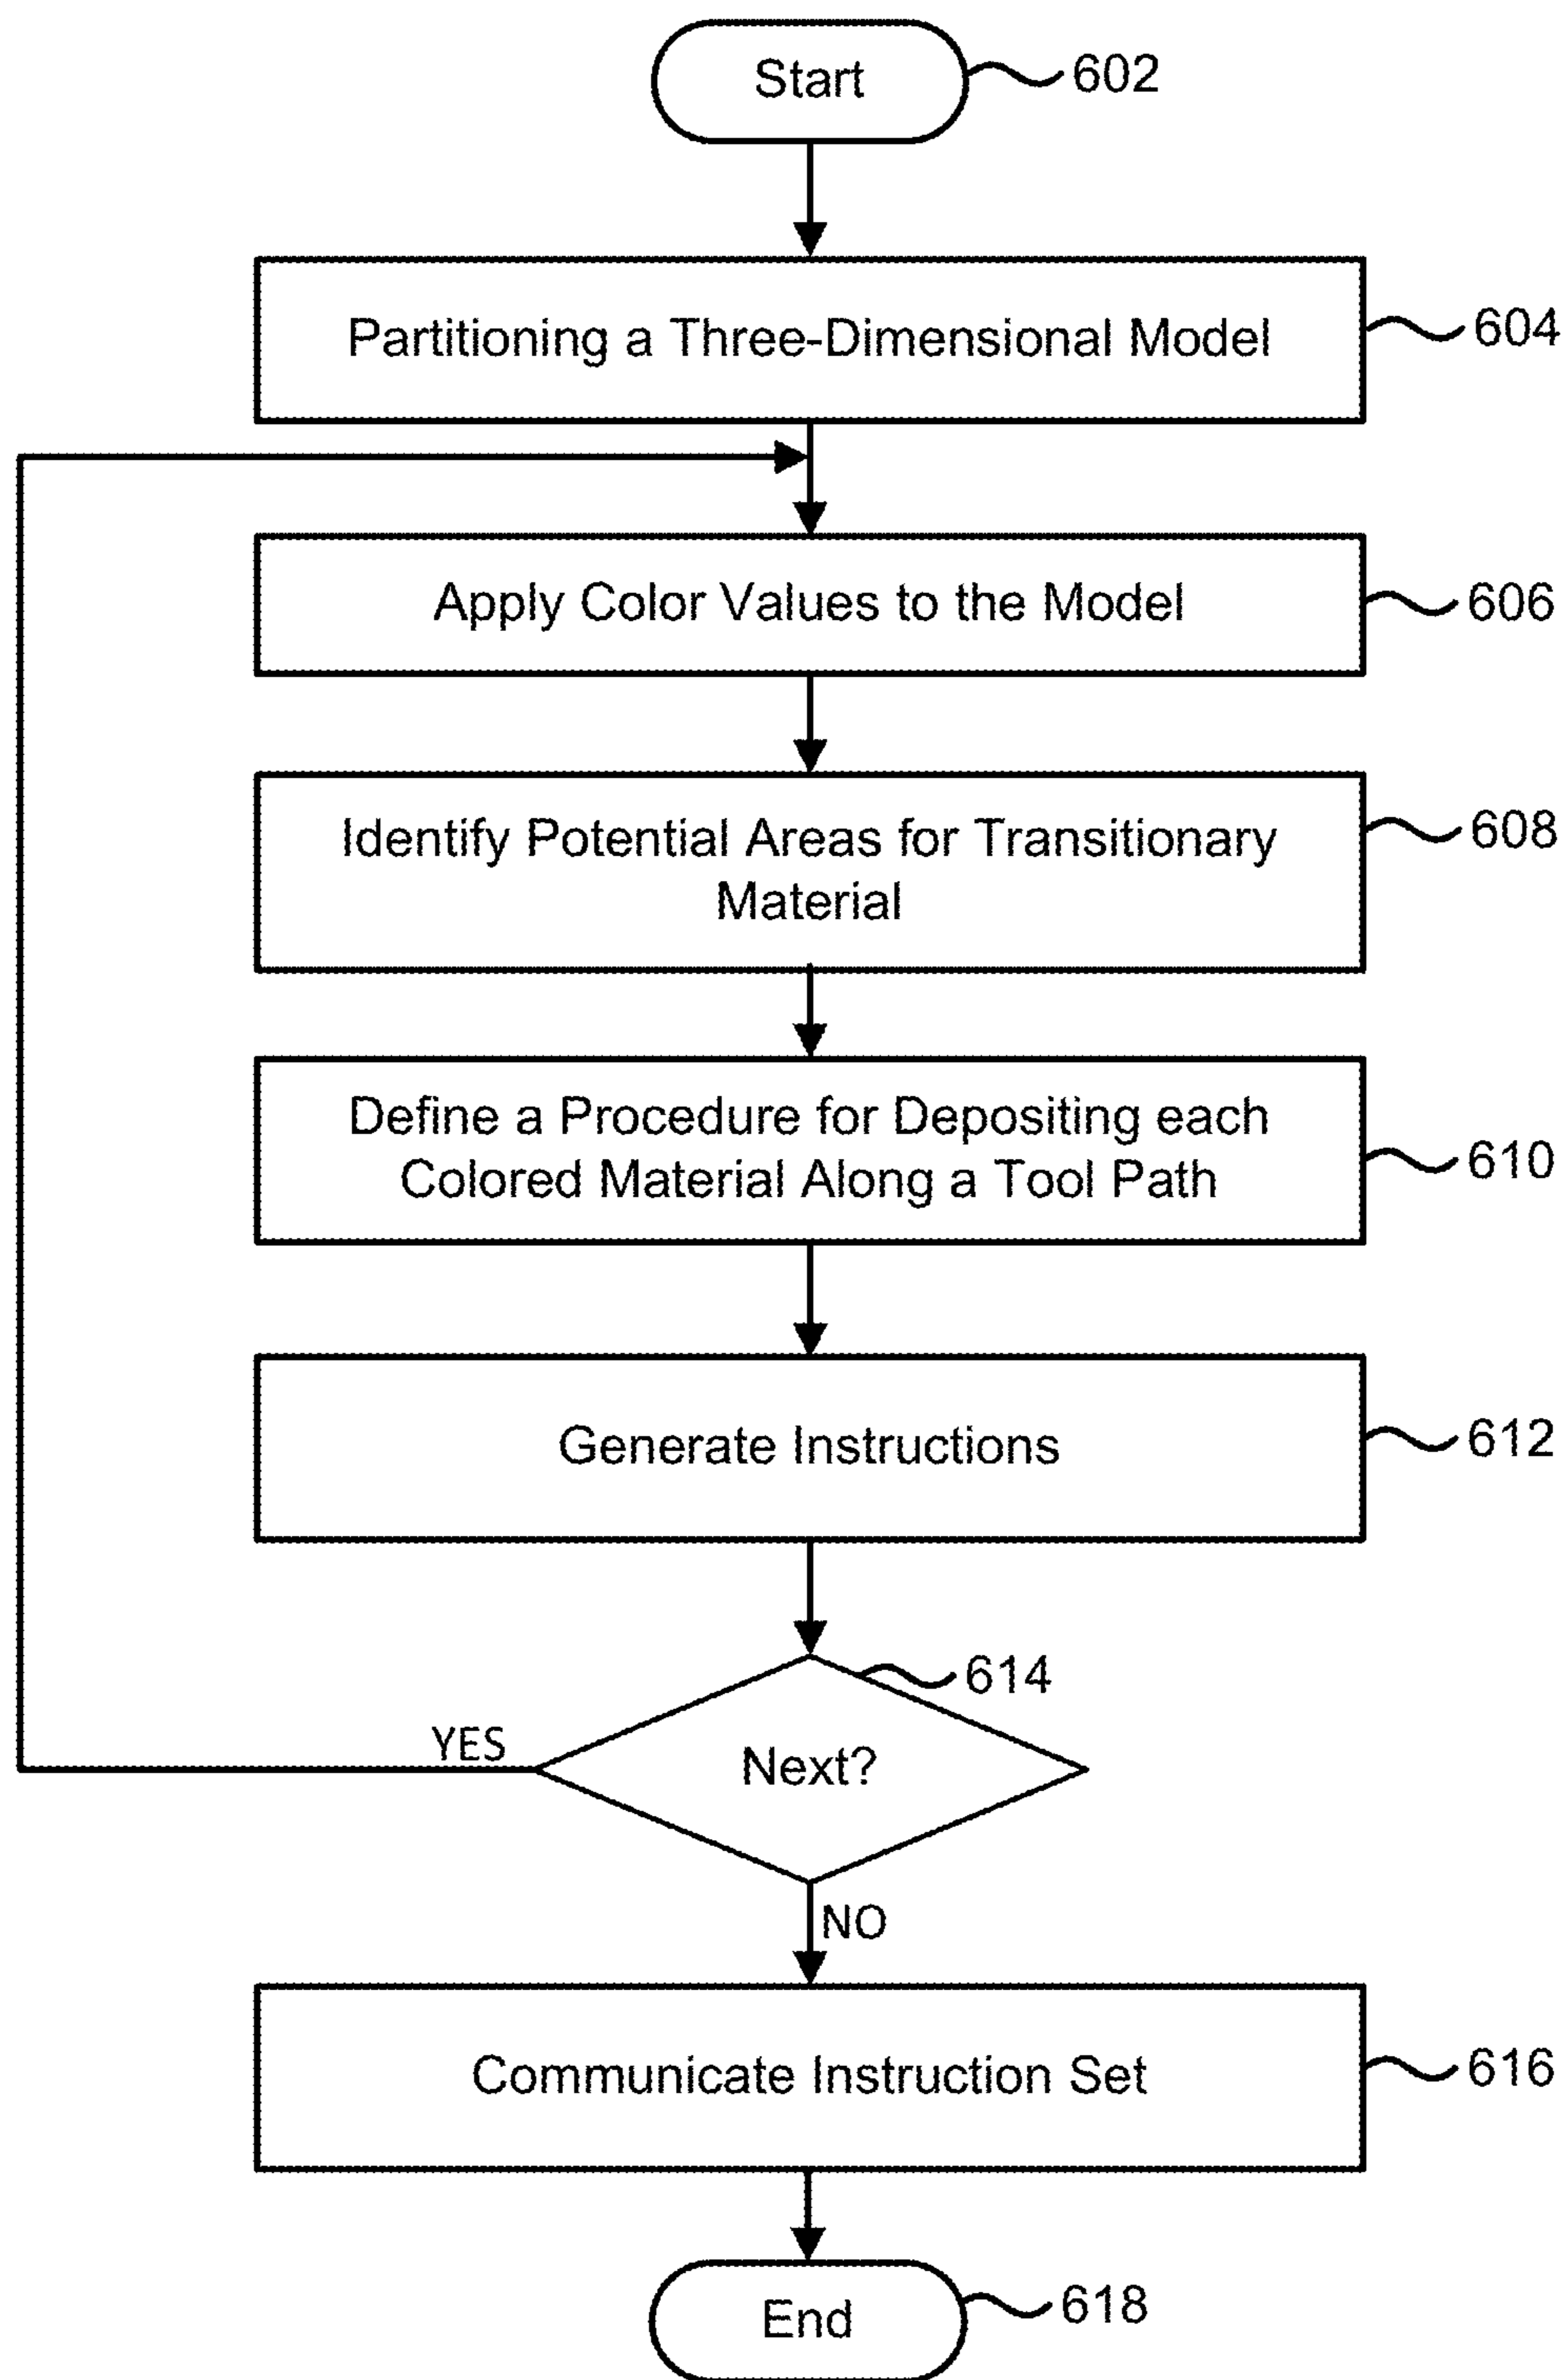 Start
602
Partitioning a Three-Dimensional Model
604
Apply Color Values to the Model
606
Identify Potential Areas for Transitionary
Material
608
Define a Procedure for Depositing each
Colored Material Along a Tool Path
610
Generate Instructions
612
614
YES
Next?
NO
Communicate Instruction Set
616
End
618